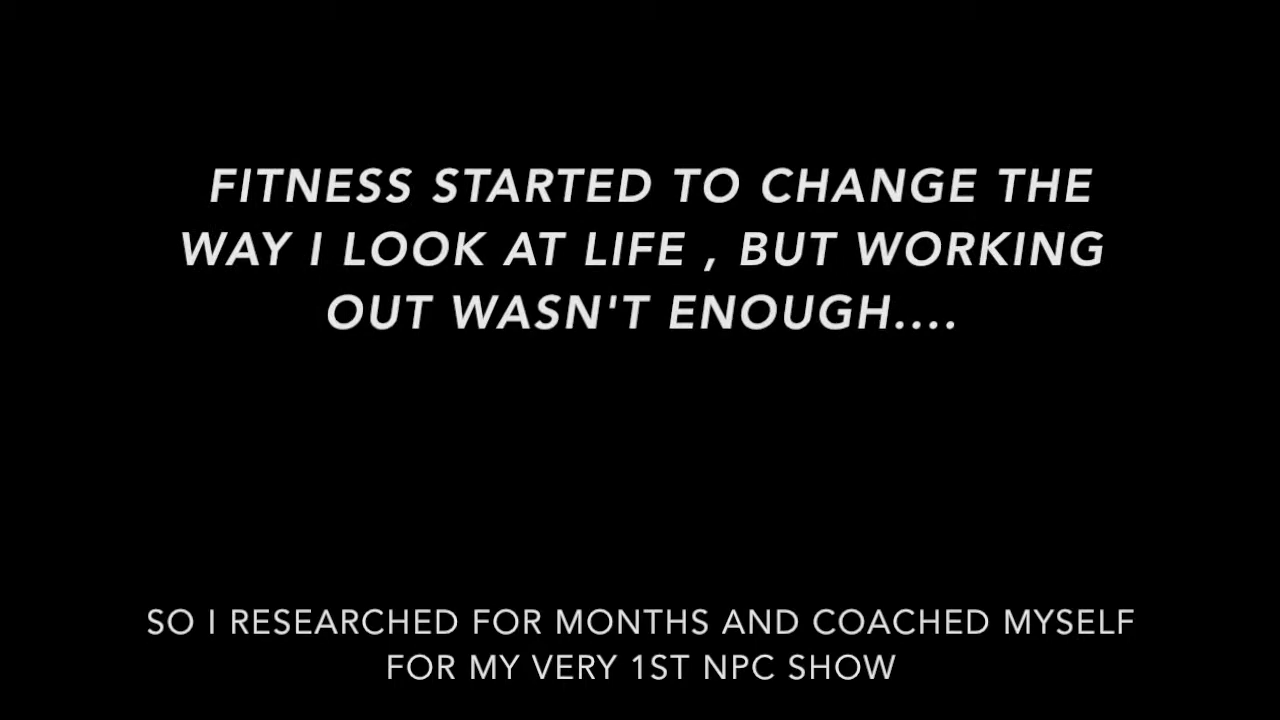 FITNESS STARTED TO CHANGE THE
WAY I LOOK AT LIFE , BUT WORKING
OUT WASN'T ENOUGH....
SO I RESEARCHED FOR MONTHS AND COACHED MYSELF
FOR MY VERY 1ST NPC SHOW